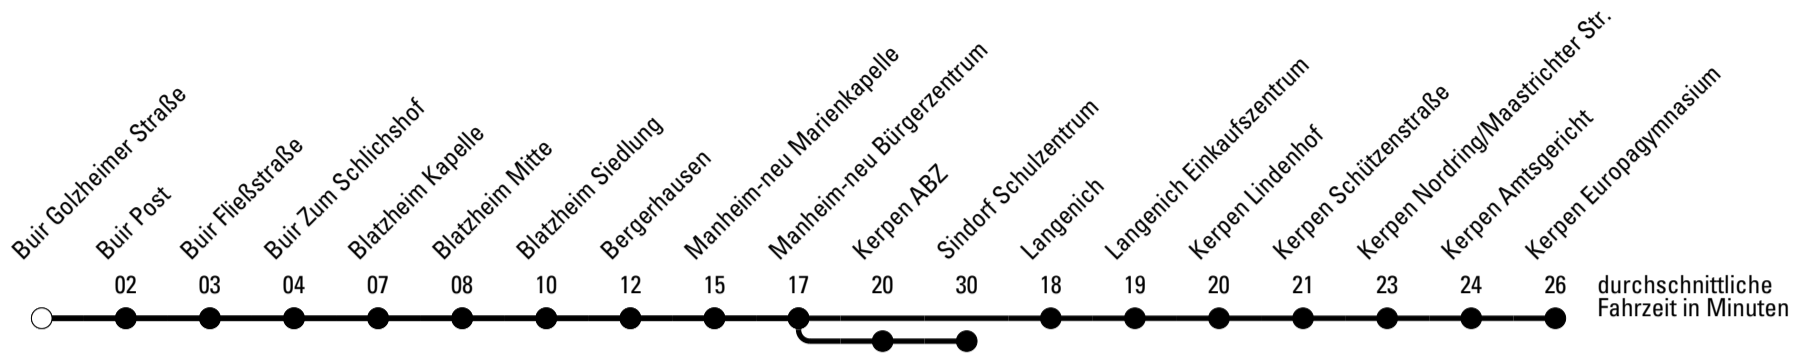 Buir Golzheimer Straße
Buir Post
Buir Fließstraße
Buir Zum Schlichshof
Blatzheim Kapelle
Blatzheim Mitte
Blatzheim Siedlung
Bergerhausen
Manheim-neu Marienkapelle
Manheim-neu Bürgerzentrum
Kerpen ABZ
Sindorf Schulzentrum
Langenich
Langenich Einkaufszentrum
Kerpen Lindenhof
Kerpen Schützenstraße
Kerpen Nordring/Maastrichter Str.
Kerpen Amtsgericht
Kerpen Europagymnasium
02 03 04 07 08 10 12 15 17 20 30 18 19 20 21 23 24 26
durchschnittliche
Fahrzeit in Minuten